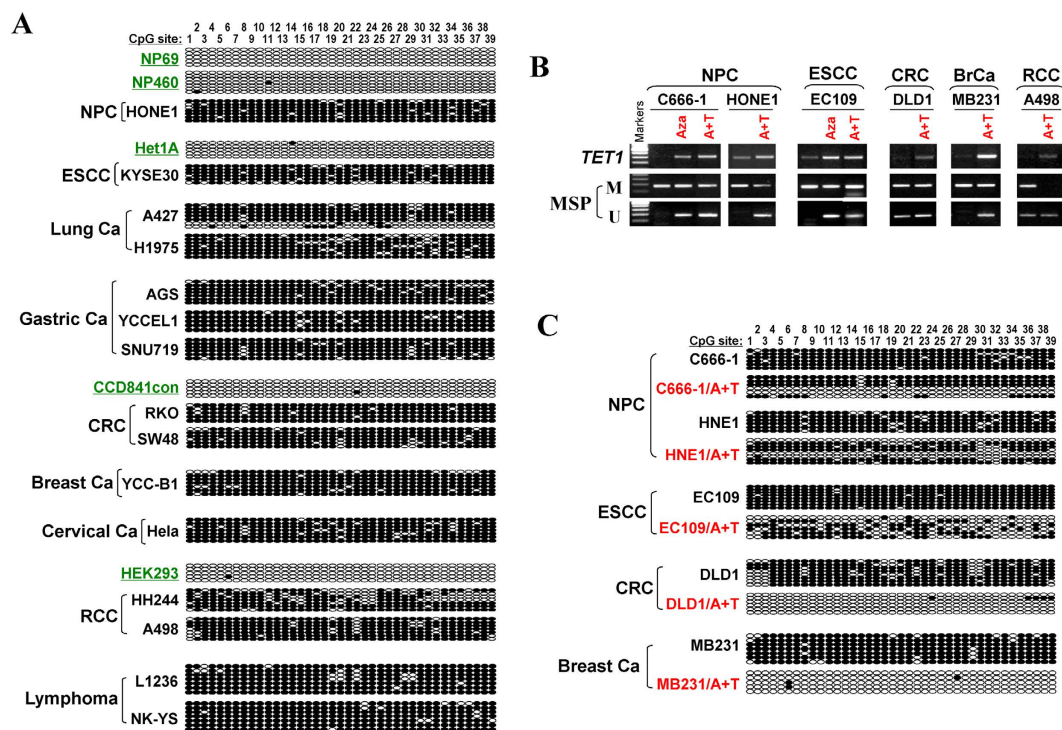 A
2 4 6 8 10 12 14 16 18 20 22 24 26 28 30 32 34 36 38
CpG site: 1 3 5 7 9 11 13 15 17 19 21 23 25 27 29 31 33 35 37 39
NP69
NP460
NPC HONE1
Het1A
ESCC KYSE30
A427
Lung Ca
H1975
AGS
Gastric Ca YCCEL1
SNU719
CCD841con
RKO
CRC
SW48
Breast Ca YCC-B1
Cervical Ca Hela
HEK293
HH244
RCC
A498
L1236
Lymphoma
NK-YS
B
NPC ESCC CRC BrCa RCC
Markers C666-1 HONE1 EC109 DLD1 MB231 A498
Aza A+T A+T Aza A+T A+T A+T A+T
TET1
M
MSP
U
C
2 4 6 8 10 12 14 16 18 20 22 24 26 28 30 32 34 36 38
CpG site: 1 3 5 7 9 11 13 15 17 19 21 23 25 27 29 31 33 35 37 39
C666-1
C666-1/A+T
NPC
HNE1
HNE1/A+T
EC109
ESCC
EC109/A+T
DLD1
CRC
DLD1/A+T
MB231
Breast Ca
MB231/A+T